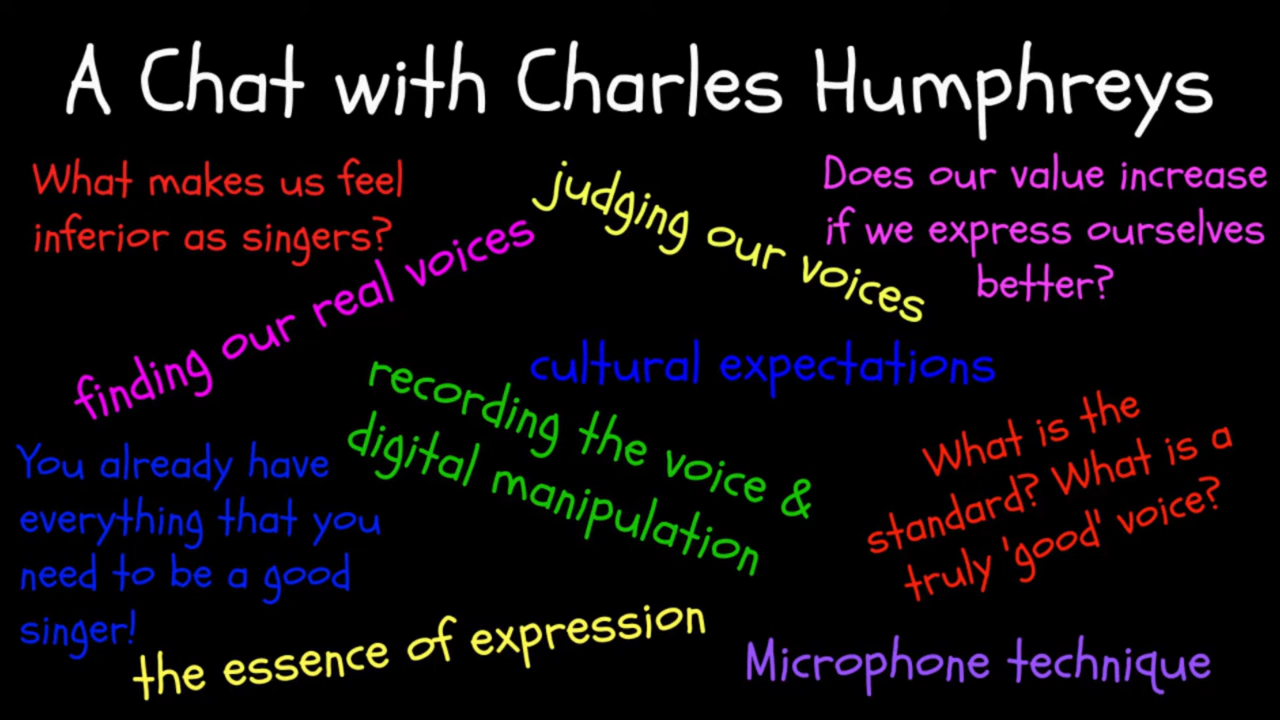 A Chat with Charles Humphreys
What makes us feel
inferior as singers?
judging our voices
Does our value increase
if we express ourselves
better?
finding our real voices
cultural expectations
recording the voice &
digital manipulation
What is the
standard? What is a
truly 'good' voice?
You already have
everything that you
need to be a good
singer!
the essence of expression
Microphone technique